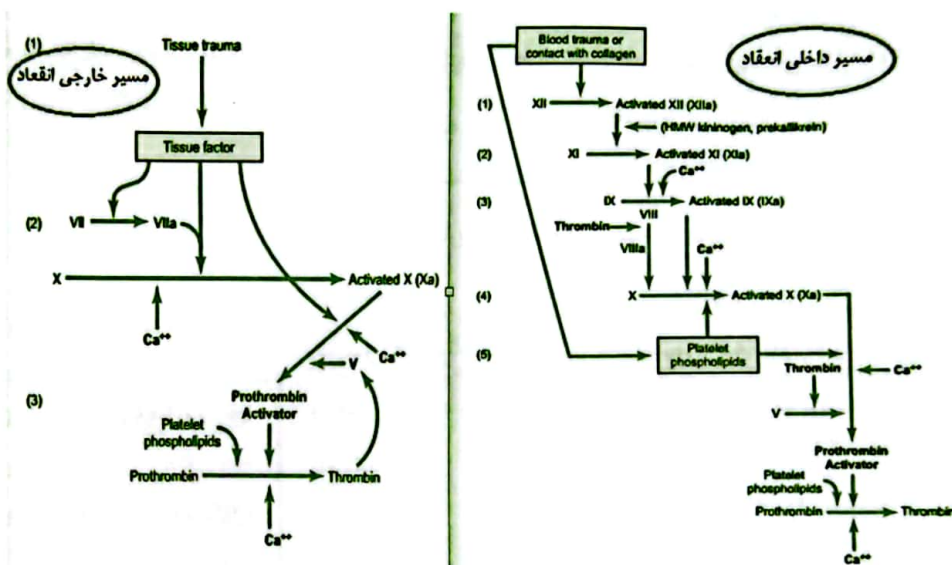 (1)
Tissue trauma
مسیر خارجی انقعاد
Tissue factor
(2)
VII
VIIa
X
Activated X (Xa)
Ca++
Ca++
V
(3)
Prothrombin
Activator
Platelet
phospholipids
Prothrombin
Thrombin
Ca++
Blood trauma or
contact with collagen
مسیر داخلی انعقاد
(1)
XII
Activated XII (XIIa)
(HMW kininogen, prekallikrein)
(2)
XI
Activated XI (XIa)
Ca++
(3)
IX
Activated IX (IXa)
VIII
Thrombin
VIIIa
Ca++
(4)
X
Activated X (Xa)
(5)
Platelet
phospholipids
Thrombin
Ca++
V
Prothrombin
Activator
Platelet
phospholipids
Prothrombin
Thrombin
Ca++